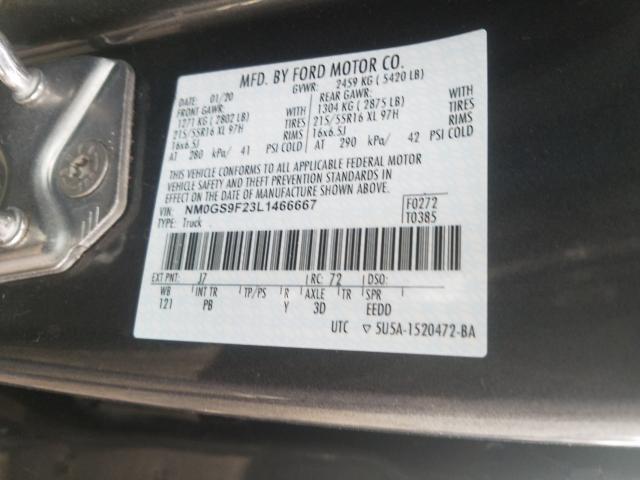 MFD. BY FORD MOTOR CO.
DATE: 01/20 GVWR: 2459 KG ( 5420 LB)
FRONT GAWR: REAR GAWR:
1271 KG ( 2802 LB) WITH 1304 KG ( 2875 LB) WITH
215/55R16 XL 97H TIRES 215/55R16 XL 97H TIRES
16x6.5J RIMS 16x6.5J RIMS
AT 280 kPa/ 41 PSI COLD AT 290 kPa/ 42 PSI COLD
THIS VEHICLE CONFORMS TO ALL APPLICABLE FEDERAL MOTOR
VEHICLE SAFETY AND THEFT PREVENTION STANDARDS IN
EFFECT ON THE DATE OF MANUFACTURE SHOWN ABOVE.
VIN: NM0GS9F23L1466667 F0272
TYPE: Truck T0385
EXT PNT: J7 RC: 72 DSO:
WB INT TR TP/PS R AXLE TR SPR
121 PB Y 3D EEDD
UTC ▽ 5U5A-1520472-BA